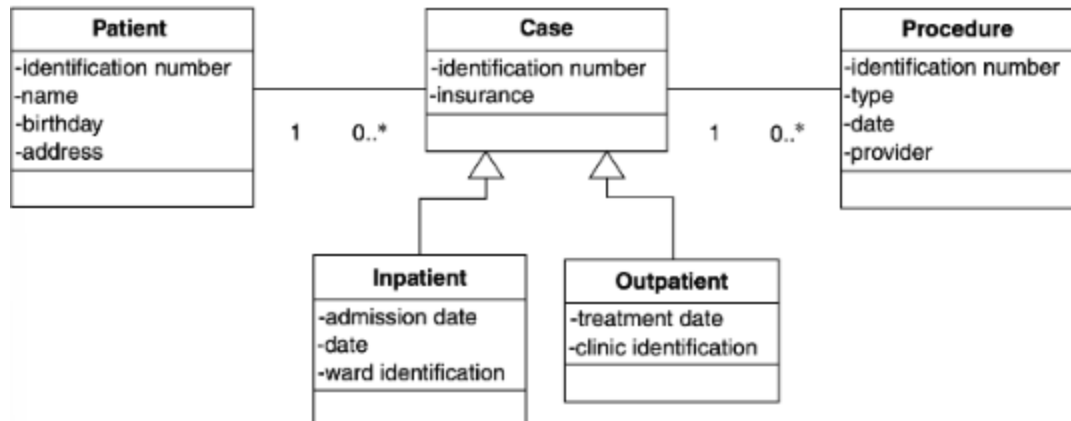 Patient
-identification number
-name
-birthday
-address
1 0..*
Case
-identification number
-insurance
1 0..*
Procedure
-identification number
-type
-date
-provider
Inpatient
-admission date
-date
-ward identification
Outpatient
-treatment date
-clinic identification